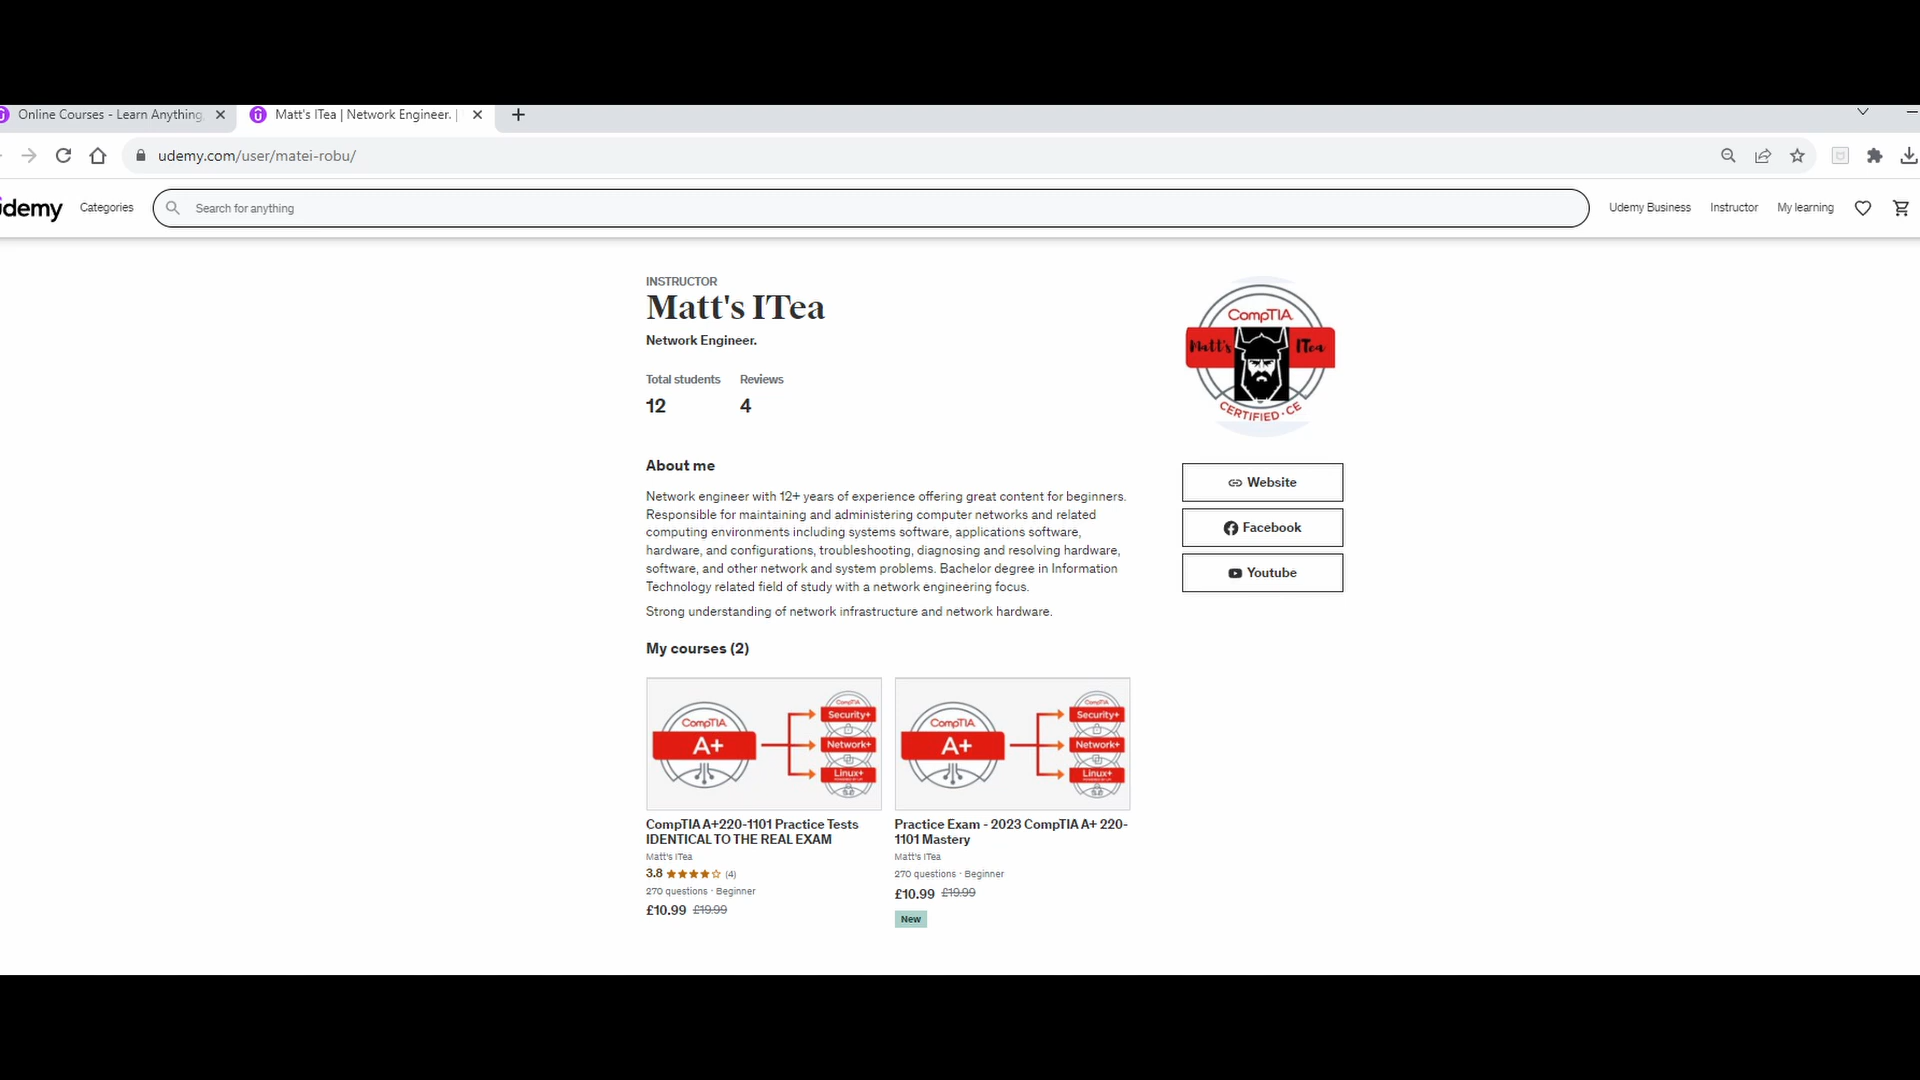 Online Courses - Learn Anything
Matt's ITea | Network Engineer. |
udemy.com/user/matei-robu/
udemy
Categories
Search for anything
Udemy Business
Instructor
My learning
INSTRUCTOR
Matt's ITea
Network Engineer.
Total students
Reviews
12
4
CompTIA
Matt's ITea
CERTIFIED·CE
About me
Network engineer with 12+ years of experience offering great content for beginners.
Responsible for maintaining and administering computer networks and related
computing environments including systems software, applications software,
hardware, and configurations, troubleshooting, diagnosing and resolving hardware,
software, and other network and system problems. Bachelor degree in Information
Technology related field of study with a network engineering focus.
Strong understanding of network infrastructure and network hardware.
Website
Facebook
Youtube
My courses (2)
CompTIA
A+
CompTIA
Security+
Network+
Linux+
CompTIA
A+
CompTIA
Security+
Network+
Linux+
CompTIA A+220-1101 Practice Tests
IDENTICAL TO THE REAL EXAM
Matt's ITea
3.8 (4)
270 questions · Beginner
£10.99 £19.99
Practice Exam - 2023 CompTIA A+ 220-
1101 Mastery
Matt's ITea
270 questions · Beginner
£10.99 £19.99
New